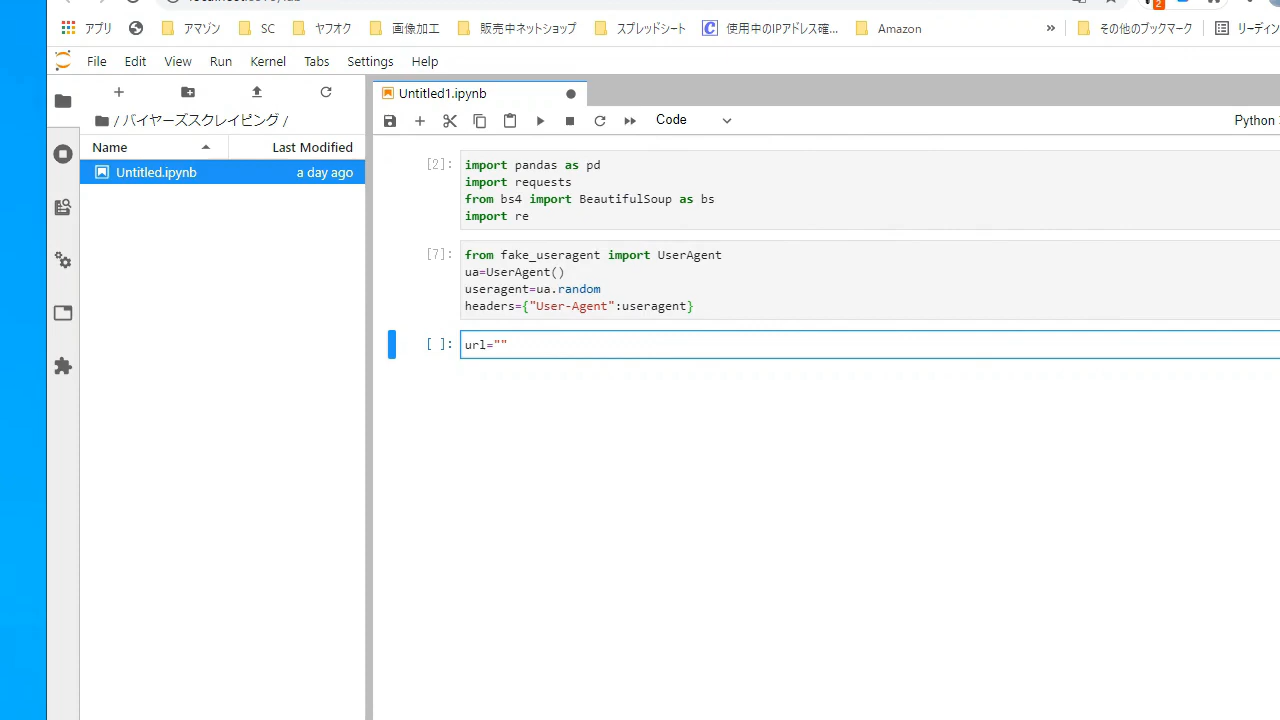 アプリ
アマゾン
SC
ヤフオク
画像加工
販売中ネットショップ
スプレッドシート
使用中のIPアドレス確...
Amazon
»
その他のブックマーク
2
File Edit View Run Kernel Tabs Settings Help
/ バイヤーズスクレイピング /
Name
Last Modified
Untitled.ipynb
a day ago
Untitled1.ipynb
Code
Python
[2]:
import pandas as pd
import requests
from bs4 import BeautifulSoup as bs
import re
[7]:
from fake_useragent import UserAgent
ua=UserAgent()
useragent=ua.random
headers={"User-Agent":useragent}
[ ]:
url=""